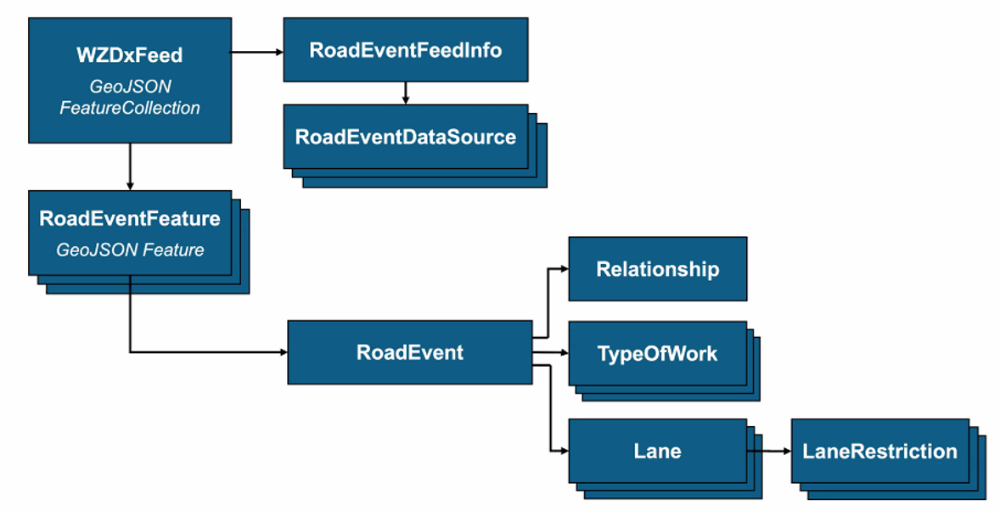 WZDxFeed
GeoJSON
FeatureCollection
RoadEventFeedInfo
RoadEventDataSource
RoadEventFeature
GeoJSON Feature
RoadEvent
Relationship
TypeOfWork
Lane
LaneRestriction